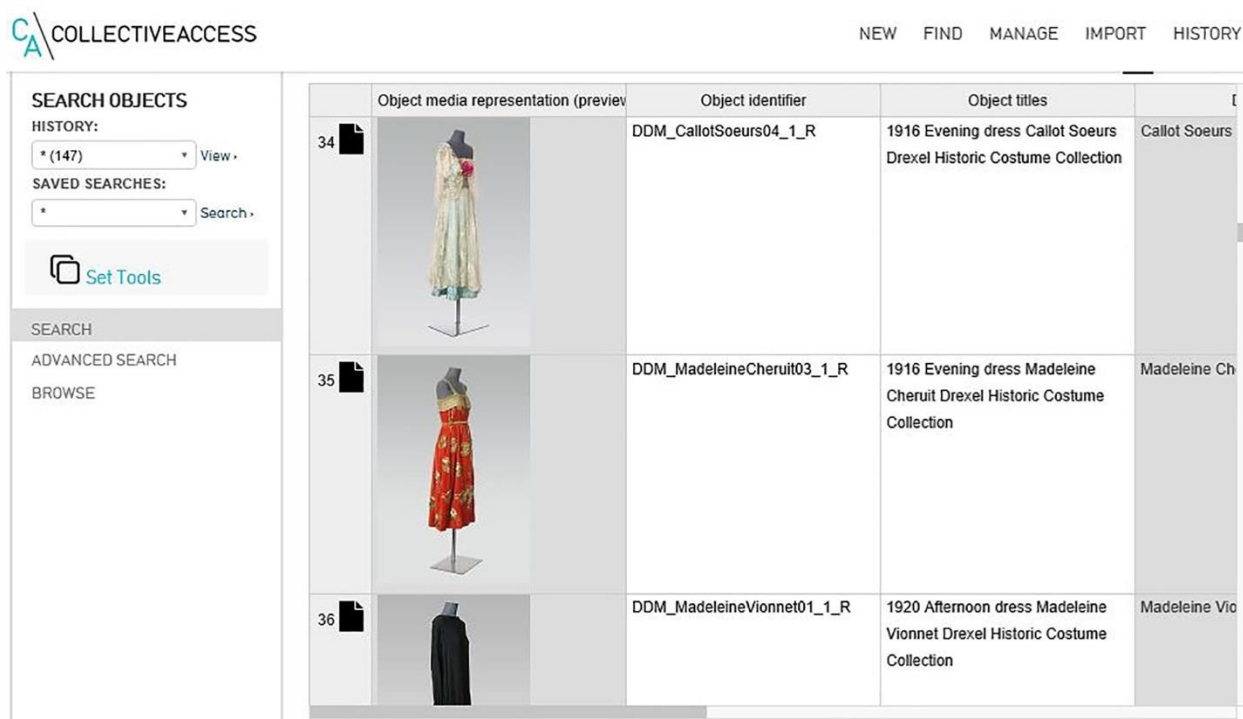 CA COLLECTIVEACCESS
NEW FIND MANAGE IMPORT HISTORY
SEARCH OBJECTS
HISTORY:
* (147)
View ›
SAVED SEARCHES:
*
Search ›
Set Tools
SEARCH
ADVANCED SEARCH
BROWSE
Object media representation (preview
Object identifier
Object titles
34
DDM_CallotSoeurs04_1_R
1916 Evening dress Callot Soeurs
Drexel Historic Costume Collection
Callot Soeurs
35
DDM_MadeleineCheruit03_1_R
1916 Evening dress Madeleine
Cheruit Drexel Historic Costume
Collection
Madeleine Ch
36
DDM_MadeleineVionnet01_1_R
1920 Afternoon dress Madeleine
Vionnet Drexel Historic Costume
Collection
Madeleine Vio